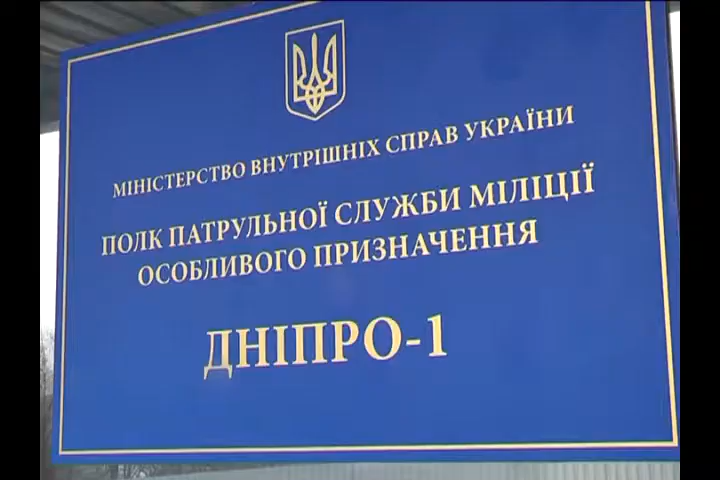 МІНІСТЕРСТВО ВНУТРІШНІХ СПРАВ УКРАЇНИ
ПОЛК ПАТРУЛЬНОЇ СЛУЖБИ МІЛІЦІЇ
ОСОБЛИВОГО ПРИЗНАЧЕННЯ
ДНІПРО-1